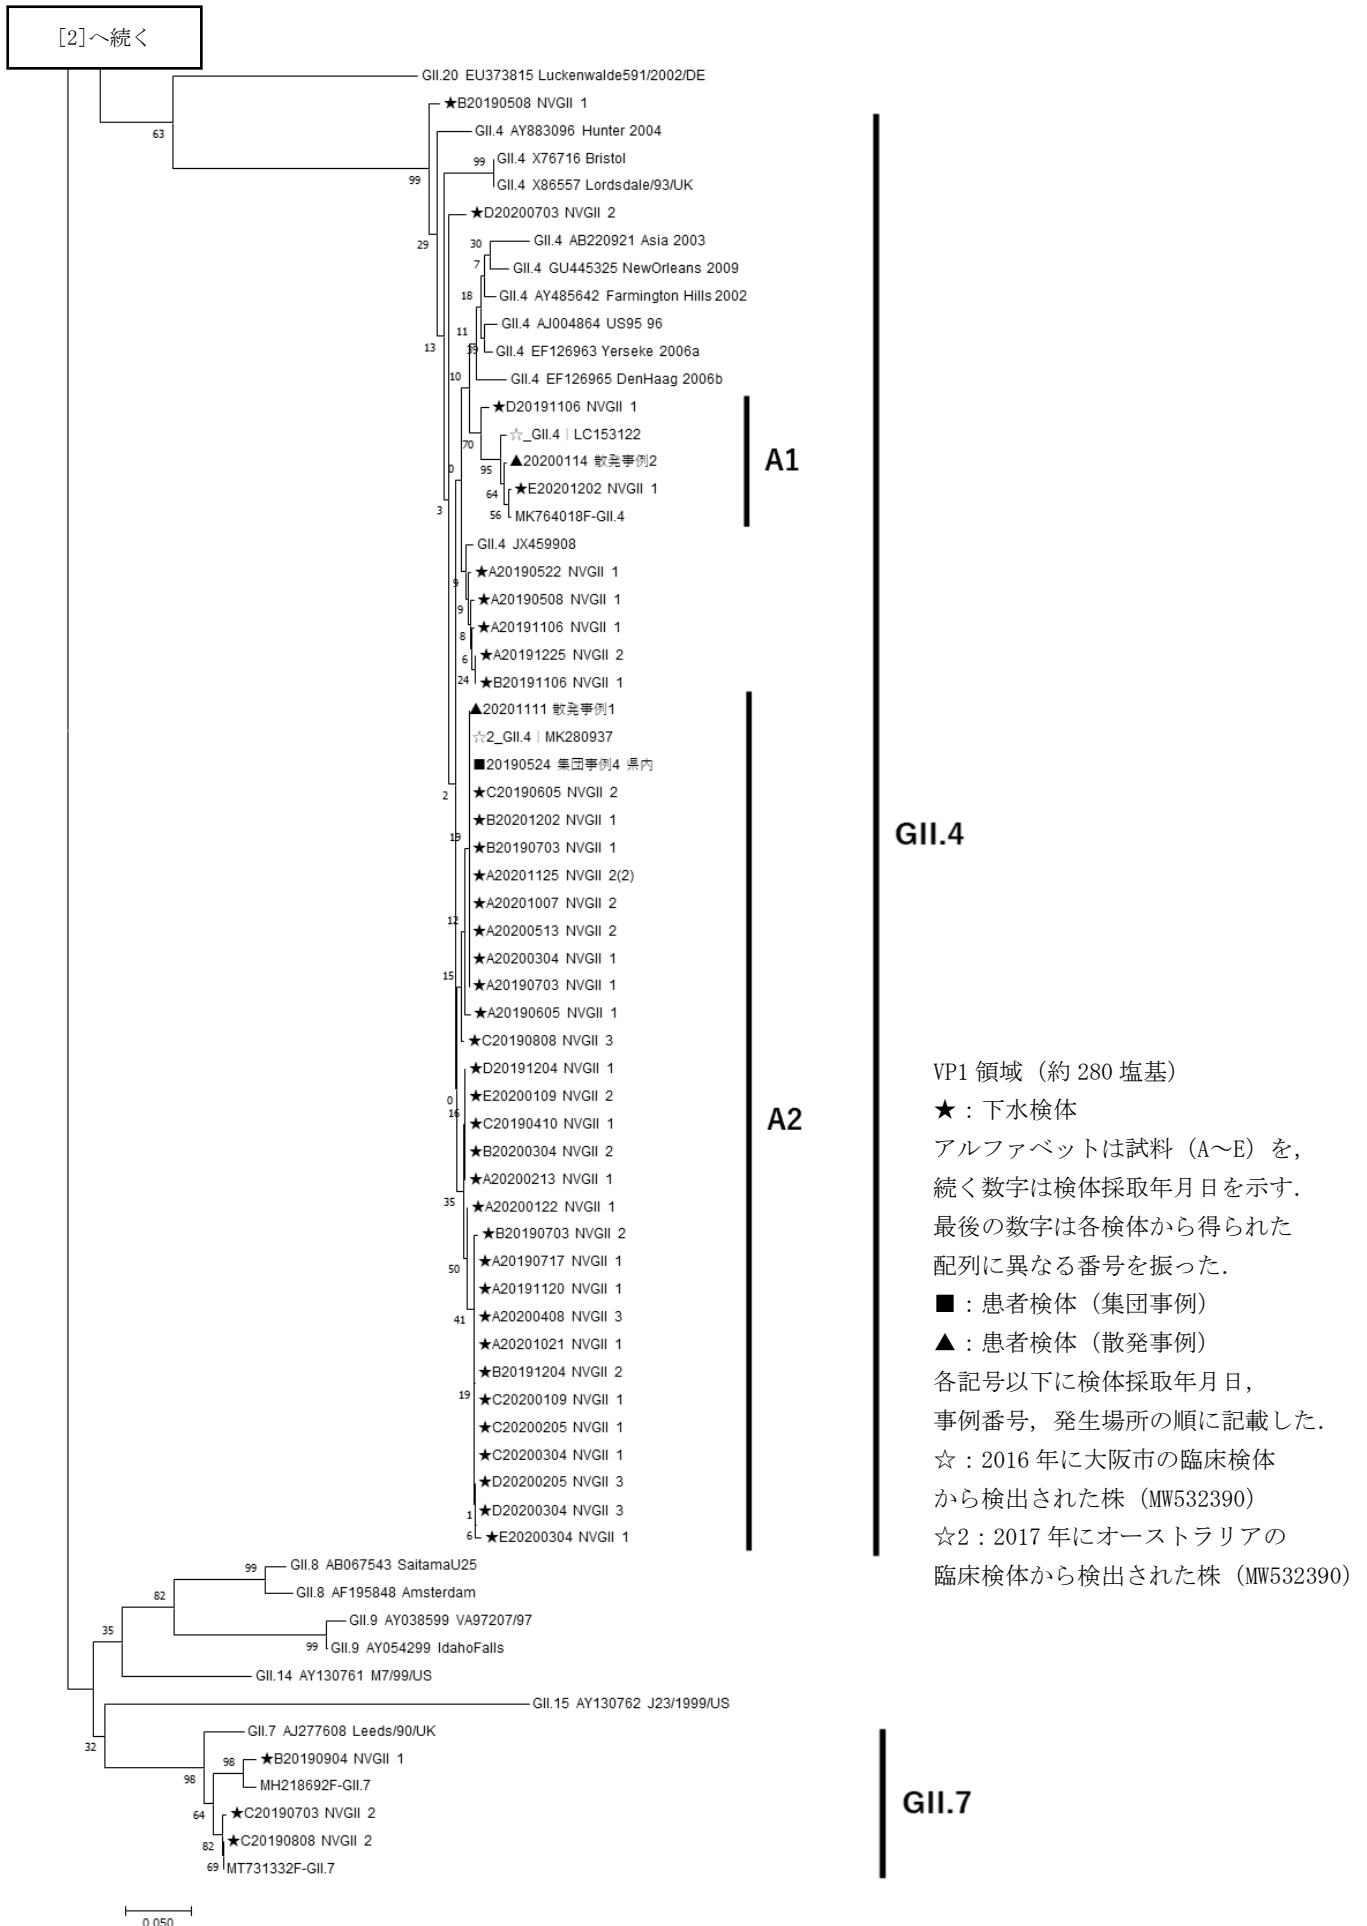 [2]へ続く
GII.20 EU373815 Luckenwalde591/2002/DE
★B20190508 NVGII 1
63
GII.4 AY883096 Hunter 2004
99 GII.4 X76716 Bristol
99
GII.4 X86557 Lordsdale/93/UK
★D20200703 NVGII 2
29
30 GII.4 AB220921 Asia 2003
7 GII.4 GU445325 NewOrleans 2009
18 GII.4 AY485642 Farmington Hills 2002
11 GII.4 AJ004864 US95 96
13
39 GII.4 EF126963 Yerseke 2006a
10 GII.4 EF126965 DenHaag 2006b
★D20191106 NVGII 1
☆_GII.4 | LC153122
70
A1
0
95 ▲20200114 散発事例2
64 ★E20201202 NVGII 1
3
56 MK764018F-GII.4
GII.4 JX459908
★A20190522 NVGII 1
9
★A20190508 NVGII 1
9
★A20191106 NVGII 1
8
6 ★A20191225 NVGII 2
24 ★B20191106 NVGII 1
▲20201111 散発事例1
☆2_GII.4 | MK280937
■20190524 集団事例4 県内
2 ★C20190605 NVGII 2
★B20201202 NVGII 1
GII.4
19
★B20190703 NVGII 1
★A20201125 NVGII 2(2)
★A20201007 NVGII 2
12
★A20200513 NVGII 2
★A20200304 NVGII 1
15
★A20190703 NVGII 1
★A20190605 NVGII 1
★C20190808 NVGII 3
★D20191204 NVGII 1
VP1 領域（約 280 塩基）
★E20200109 NVGII 2
0
16
★：下水検体
★C20190410 NVGII 1
A2
★B20200304 NVGII 2
アルファベットは試料（A～E）を，
★A20200213 NVGII 1
続く数字は検体採取年月日を示す．
35
★A20200122 NVGII 1
最後の数字は各検体から得られた
★B20190703 NVGII 2
配列に異なる番号を振った．
50 ★A20190717 NVGII 1
★A20191120 NVGII 1
■：患者検体（集団事例）
41 ★A20200408 NVGII 3
▲：患者検体（散発事例）
★A20201021 NVGII 1
各記号以下に検体採取年月日，
★B20191204 NVGII 2
19 ★C20200109 NVGII 1
事例番号，発生場所の順に記載した．
★C20200205 NVGII 1
☆：2016 年に大阪市の臨床検体
★C20200304 NVGII 1
★D20200205 NVGII 3
から検出された株（MW532390）
1 ★D20200304 NVGII 3
6 ★E20200304 NVGII 1
☆2：2017 年にオーストラリアの
臨床検体から検出された株（MW532390）
99 GII.8 AB067543 SaitamaU25
82 GII.8 AF195848 Amsterdam
GII.9 AY038599 VA97207/97
35
99 GII.9 AY054299 IdahoFalls
GII.14 AY130761 M7/99/US
GII.15 AY130762 J23/1999/US
GII.7 AJ277608 Leeds/90/UK
32
98 ★B20190904 NVGII 1
98 MH218692F-GII.7
GII.7
64 ★C20190703 NVGII 2
82 ★C20190808 NVGII 2
69 MT731332F-GII.7
0.050